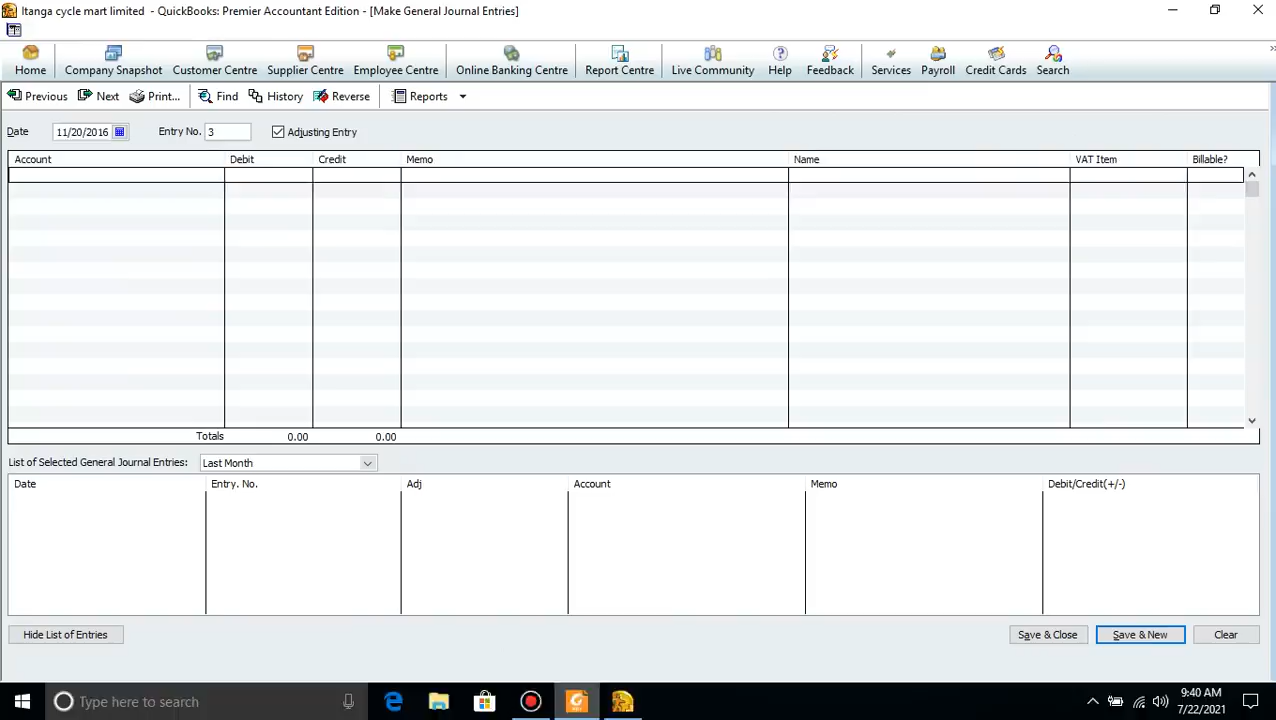 Itanga cycle mart limited - QuickBooks: Premier Accountant Edition - [Make General Journal Entries]
Home Company Snapshot Customer Centre Supplier Centre Employee Centre Online Banking Centre Report Centre Live Community Help Feedback Services Payroll Credit Cards Search
Previous Next Print... Find History Reverse Reports
Date 11/20/2016 Entry No. 3 Adjusting Entry
Account Debit Credit Memo Name VAT Item Billable?
Totals 0.00 0.00
List of Selected General Journal Entries: Last Month
Date Entry. No. Adj Account Memo Debit/Credit(+/-)
Hide List of Entries Save & Close Save & New Clear
Type here to search 9:40 AM
7/22/2021